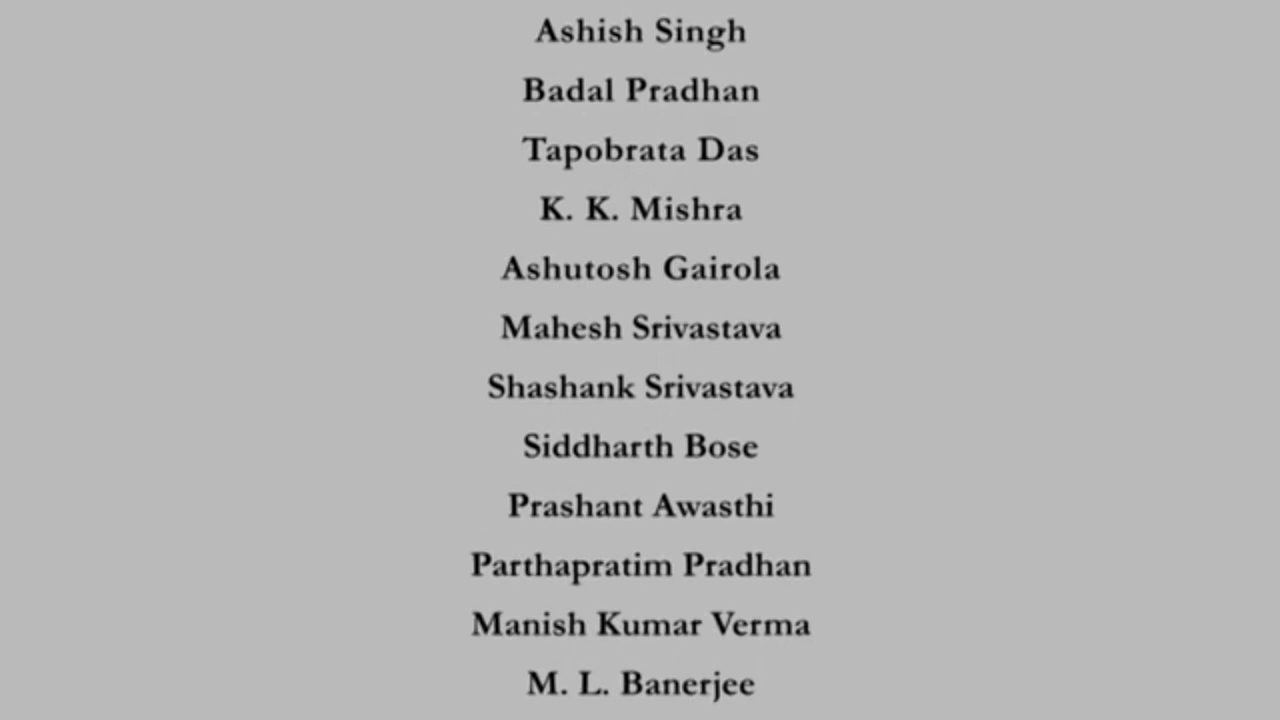 Ashish Singh
Badal Pradhan
Tapobrata Das
K. K. Mishra
Ashutosh Gairola
Mahesh Srivastava
Shashank Srivastava
Siddharth Bose
Prashant Awasthi
Parthapratim Pradhan
Manish Kumar Verma
M. L. Banerjee